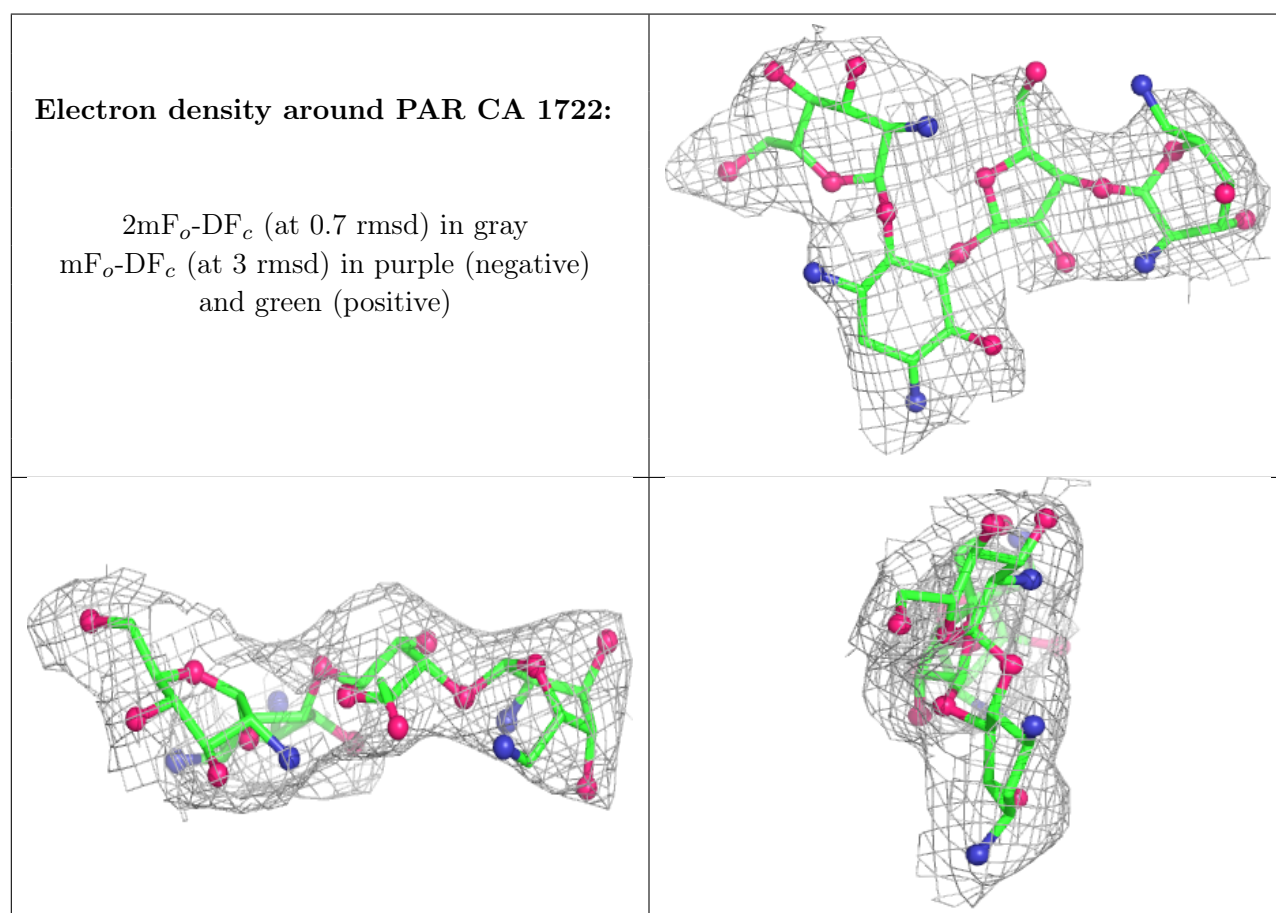 Electron density around PAR CA 1722:
2mFo-DFc (at 0.7 rmsd) in gray
mFo-DFc (at 3 rmsd) in purple (negative)
and green (positive)